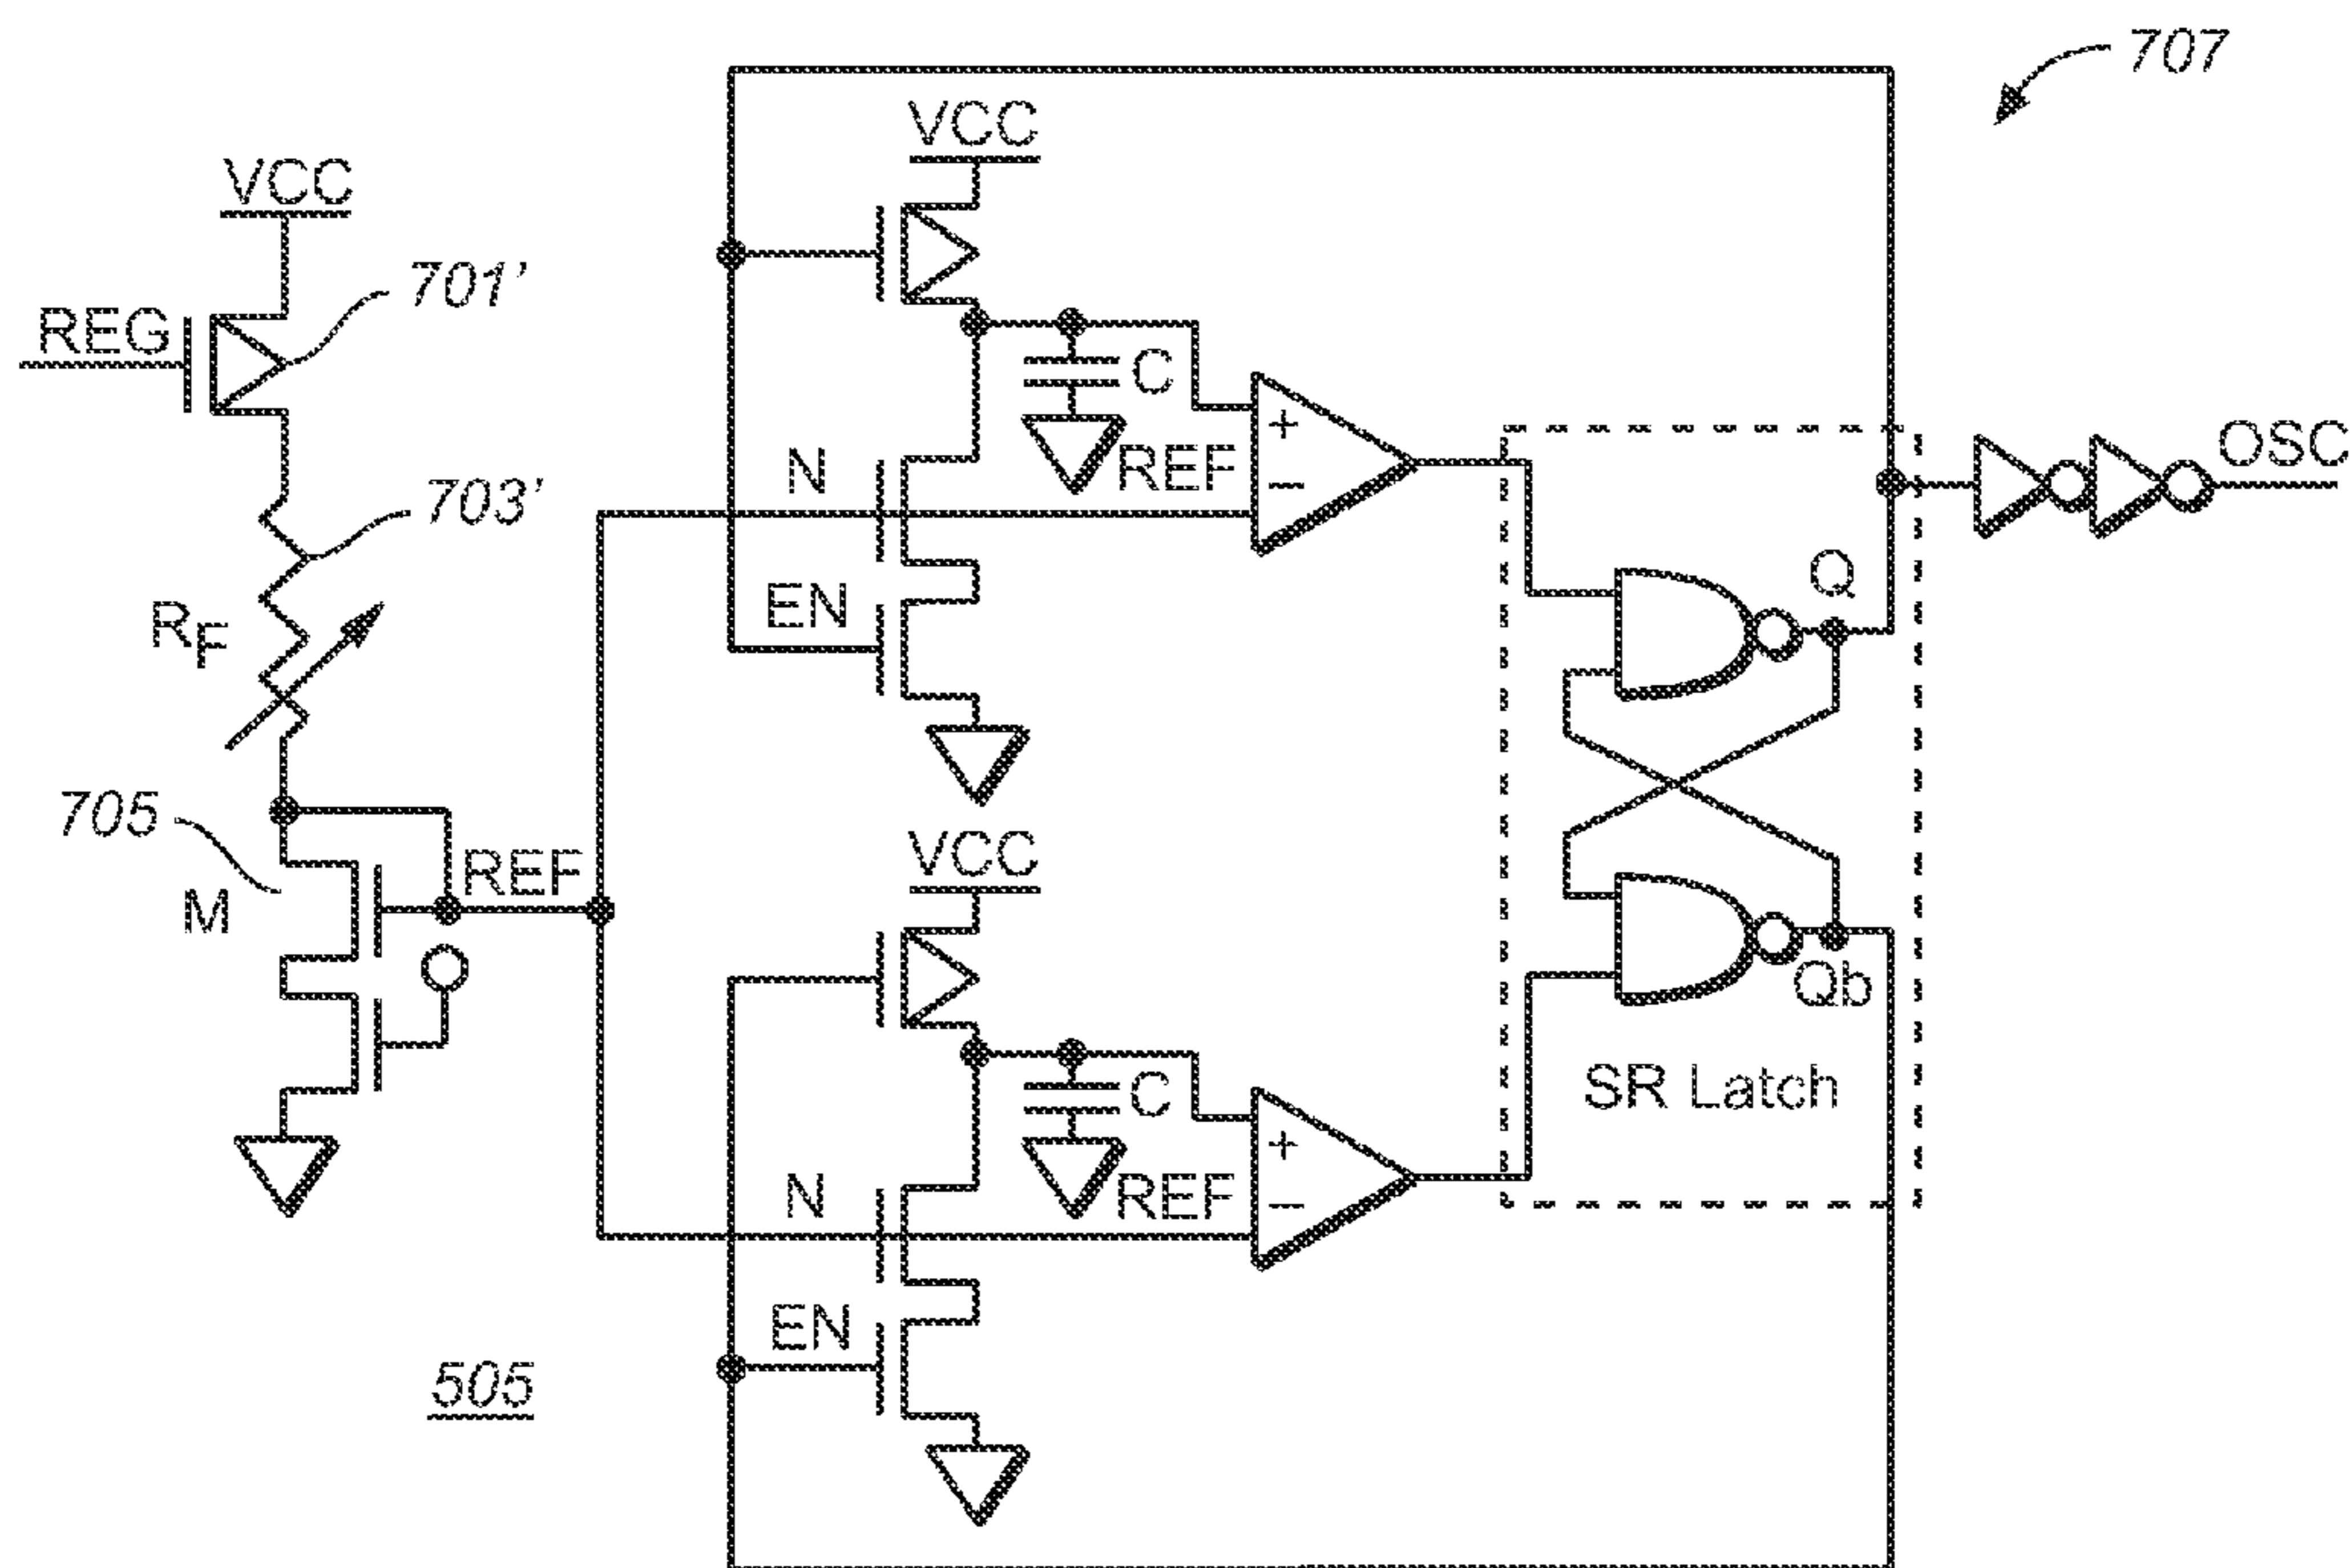 707
VCC
VCC
701'
REG
C
+
REF
−
N
OSC
703'
Q
EN
RF
705
VCC
REF
M
Qb
C
SR Latch
+
N
REF
−
EN
505